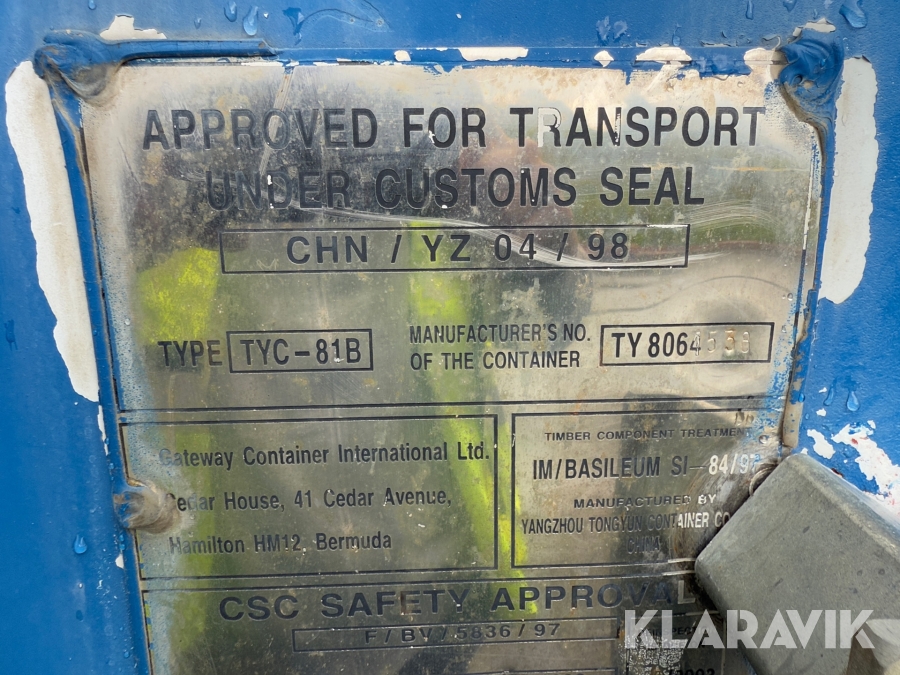 APPROVED FOR TRANSPORT
UNDER CUSTOMS SEAL
CHN / YZ 04 / 98
TYPE TYC-81B
MANUFACTURER'S NO.
OF THE CONTAINER
TY 8064
Gateway Container International Ltd.
Cedar House, 41 Cedar Avenue,
Hamilton HM12, Bermuda
TIMBER COMPONENT TREATMENT
IM/BASILEUM SI-84/97
MANUFACTURED BY
YANGZHOU TONGYUN CONTAINER CO
CHINA
CSC SAFETY APPROVAL
F/BV/5836/97
KLARAVIK